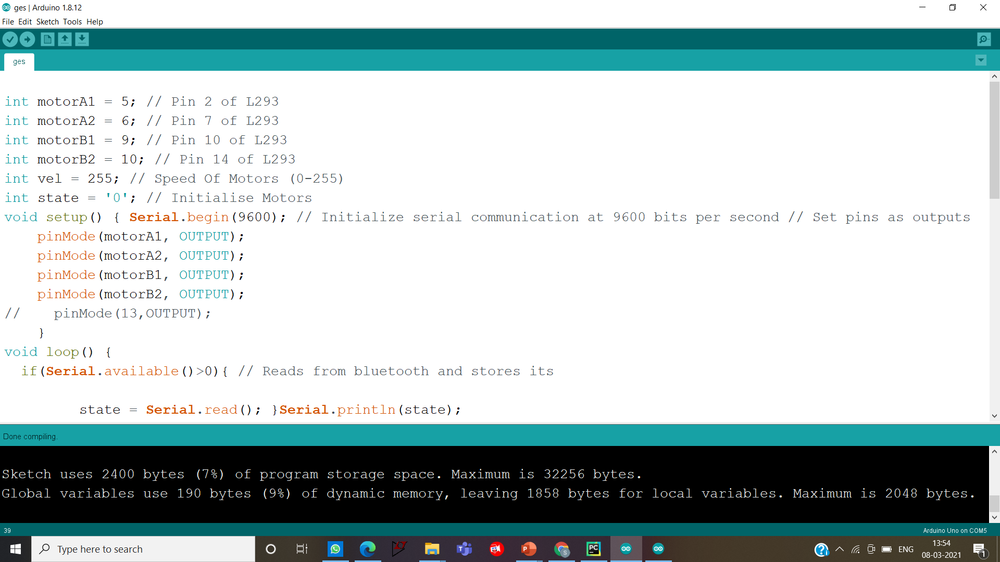 ges | Arduino 1.8.12
File Edit Sketch Tools Help
ges
int motorA1 = 5; // Pin 2 of L293
int motorA2 = 6; // Pin 7 of L293
int motorB1 = 9; // Pin 10 of L293
int motorB2 = 10; // Pin 14 of L293
int vel = 255; // Speed Of Motors (0-255)
int state = '0'; // Initialise Motors
void setup() { Serial.begin(9600); // Initialize serial communication at 9600 bits per second // Set pins as outputs
    pinMode(motorA1, OUTPUT);
    pinMode(motorA2, OUTPUT);
    pinMode(motorB1, OUTPUT);
    pinMode(motorB2, OUTPUT);
//    pinMode(13,OUTPUT);
    }
void loop() {
  if(Serial.available()>0){ // Reads from bluetooth and stores its
         state = Serial.read(); }Serial.println(state);
Done compiling.
Sketch uses 2400 bytes (7%) of program storage space. Maximum is 32256 bytes.
Global variables use 190 bytes (9%) of dynamic memory, leaving 1858 bytes for local variables. Maximum is 2048 bytes.
39
Arduino Uno on COM5
Type here to search
ENG
13:54
08-03-2021
1